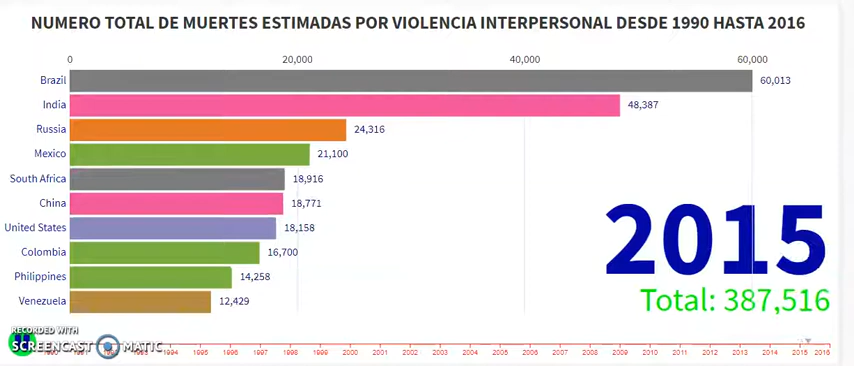 NUMERO TOTAL DE MUERTES ESTIMADAS POR VIOLENCIA INTERPERSONAL DESDE 1990 HASTA 2016
0 20,000 40,000 60,000
Brazil 60,013
India 48,387
Russia 24,316
Mexico 21,100
South Africa 18,916
China 18,771
United States 18,158
Colombia 16,700
Philippines 14,258
Venezuela 12,429
2015
Total: 387,516
RECORDED WITH
SCREENCAST MATIC
1990 1993 1994 1995 1996 1997 1998 1999 2000 2001 2002 2003 2004 2005 2006 2007 2008 2009 2010 2011 2012 2013 2014 2015 2016